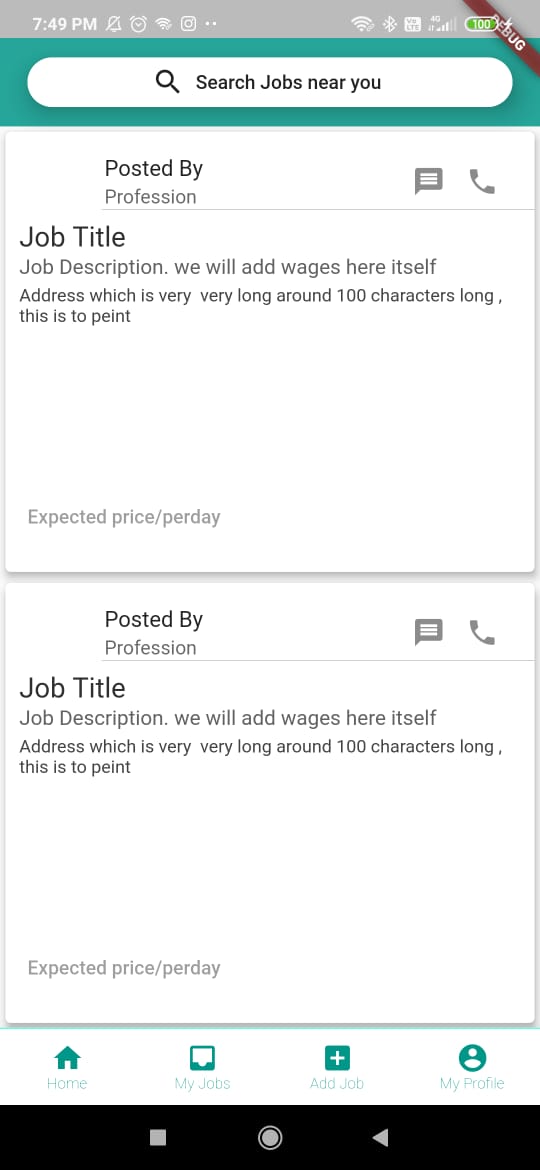 7:49 PM
Vo LTE 4G 100
DEBUG
Search Jobs near you
Posted By
Profession
Job Title
Job Description. we will add wages here itself
Address which is very  very long around 100 characters long ,
this is to peint
Expected price/perday
Posted By
Profession
Job Title
Job Description. we will add wages here itself
Address which is very  very long around 100 characters long ,
this is to peint
Expected price/perday
Home My Jobs Add Job My Profile